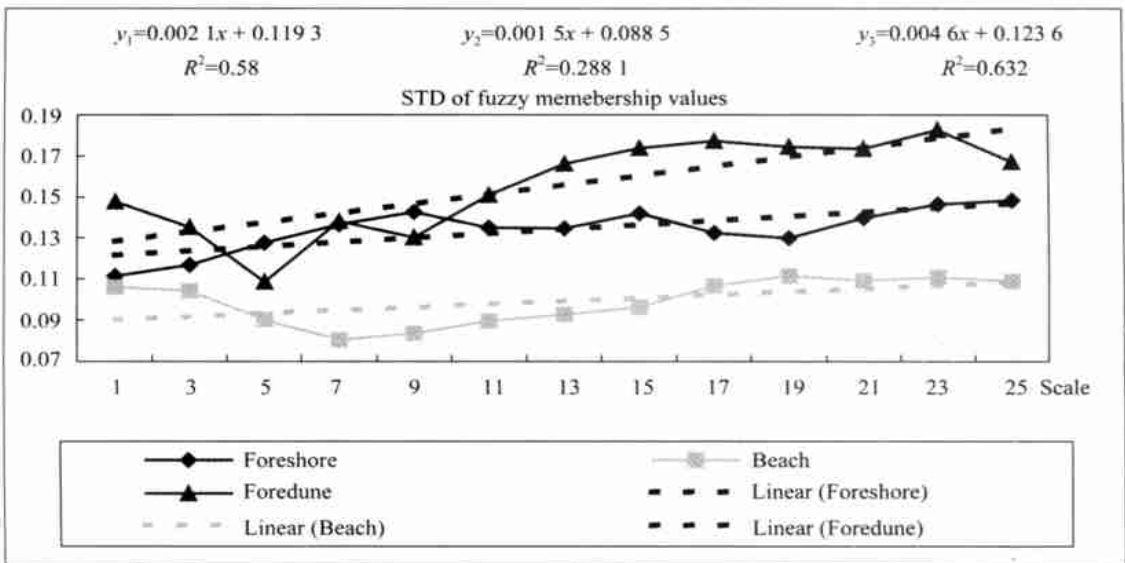 y₁=0.002 1x + 0.119 3 y₂=0.001 5x + 0.088 5 y₃=0.004 6x + 0.123 6
R²=0.58 R²=0.288 1 R²=0.632
STD of fuzzy memebership values
0.19
0.17
0.15
0.13
0.11
0.09
0.07
1 3 5 7 9 11 13 15 17 19 21 23 25 Scale
Foreshore Beach
Foredune Linear (Foreshore)
Linear (Beach) Linear (Foredune)